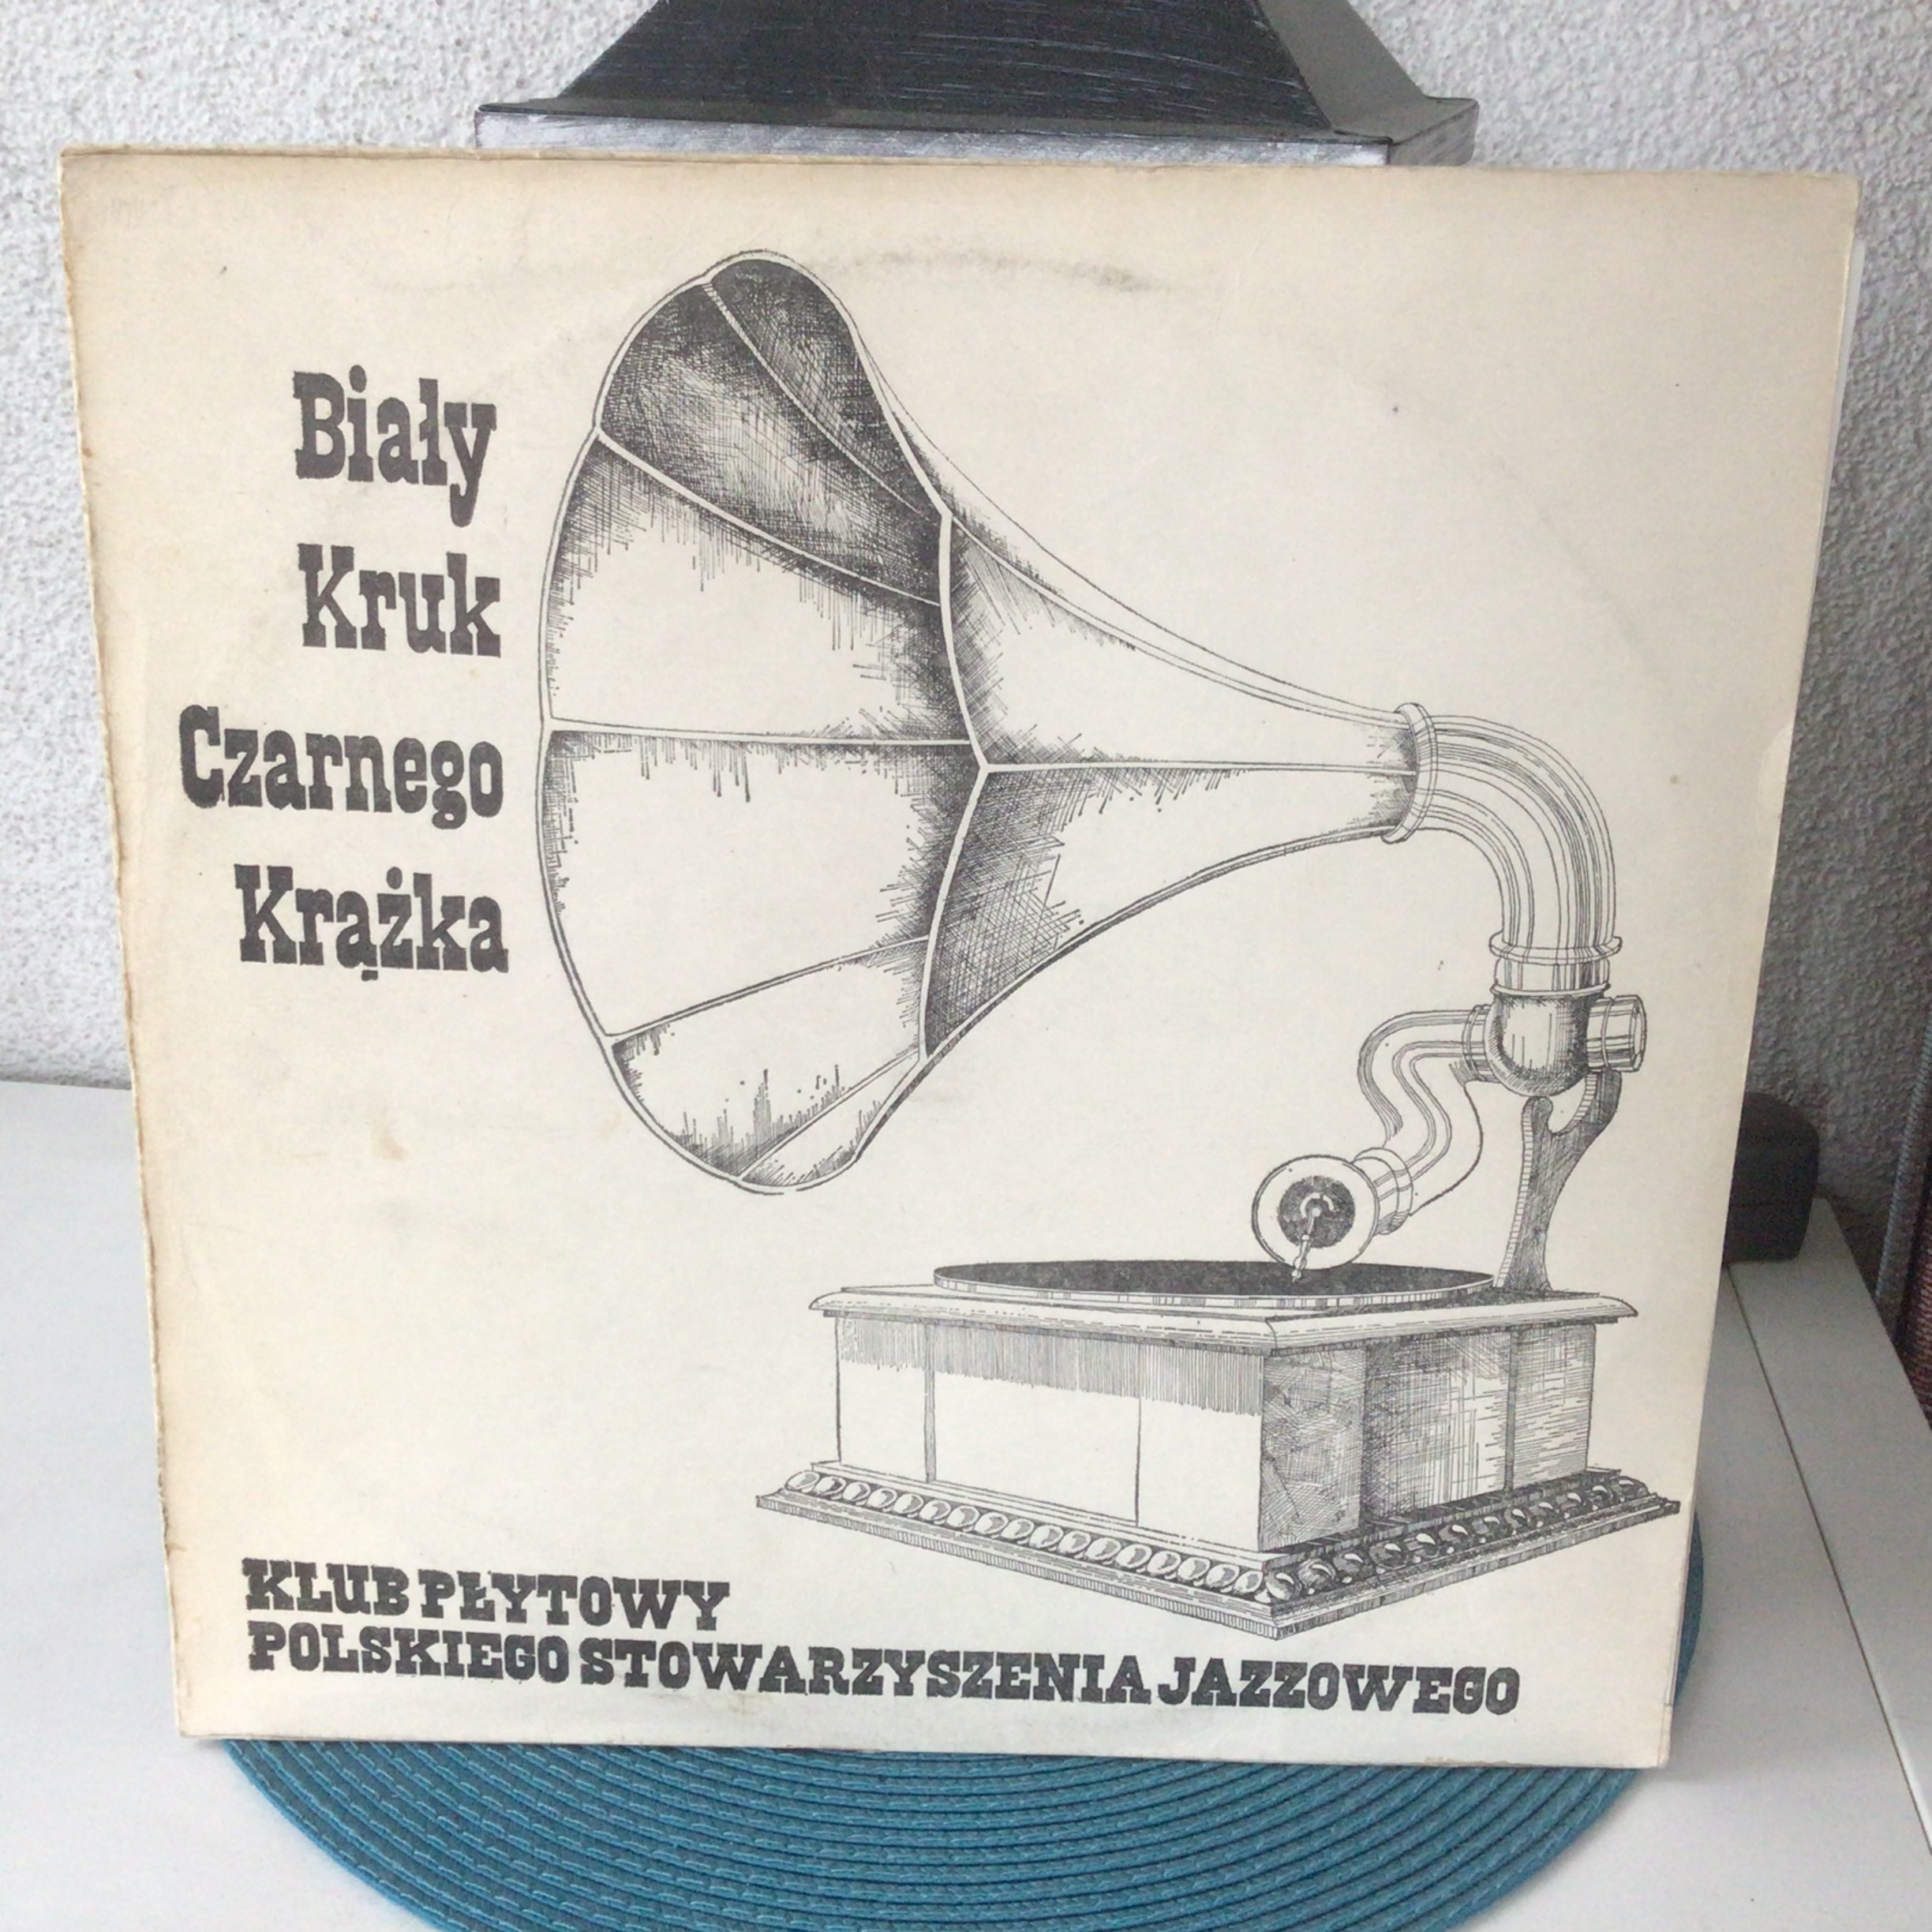 Biały
Kruk
Czarnego
Krążka
KLUB PŁYTOWY
POLSKIEGO STOWARZYSZENIA JAZZOWEGO